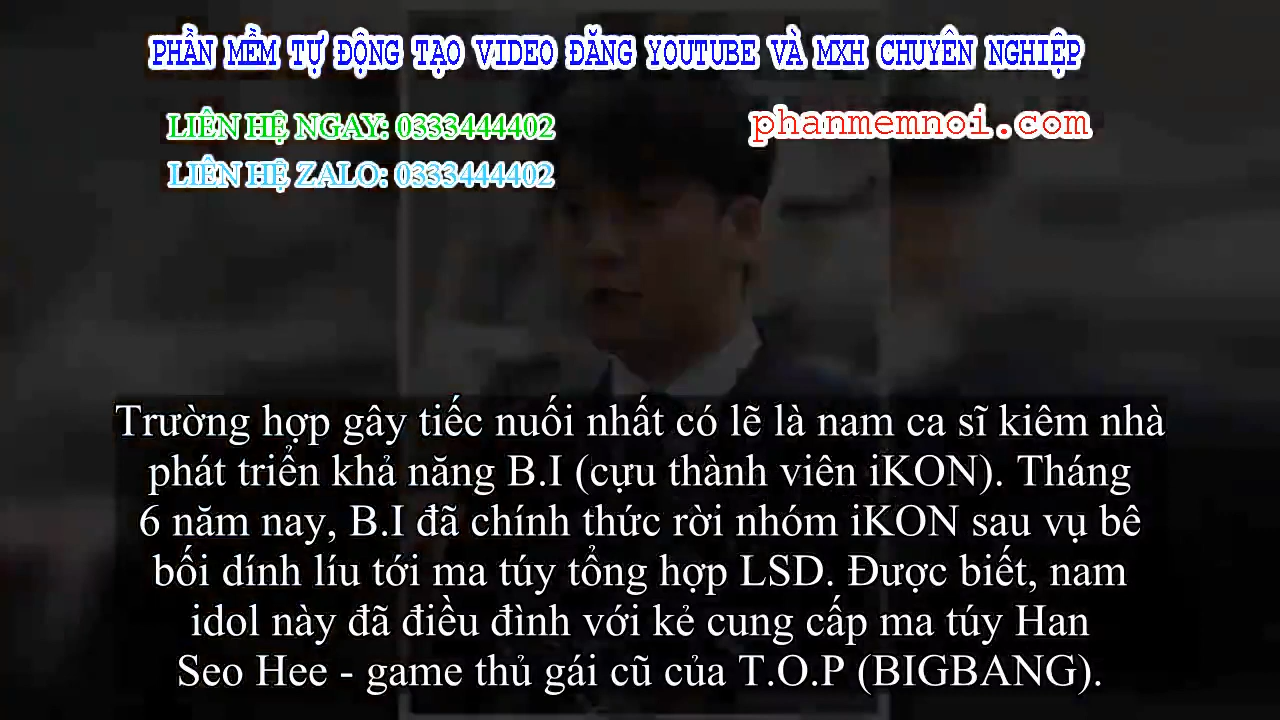 PHẦN MỀM TỰ ĐỘNG TẠO VIDEO ĐĂNG YOUTUBE VÀ MXH CHUYÊN NGHIỆP
LIÊN HỆ NGAY: 0333444402
phanmemnoi.com
LIÊN HỆ ZALO: 0333444402
Trường hợp gây tiếc nuối nhất có lẽ là nam ca sĩ kiêm nhà
phát triển khả năng B.I (cựu thành viên iKON). Tháng
6 năm nay, B.I đã chính thức rời nhóm iKON sau vụ bê
bối dính líu tới ma túy tổng hợp LSD. Được biết, nam
idol này đã điều đình với kẻ cung cấp ma túy Han
Seo Hee - game thủ gái cũ của T.O.P (BIGBANG).